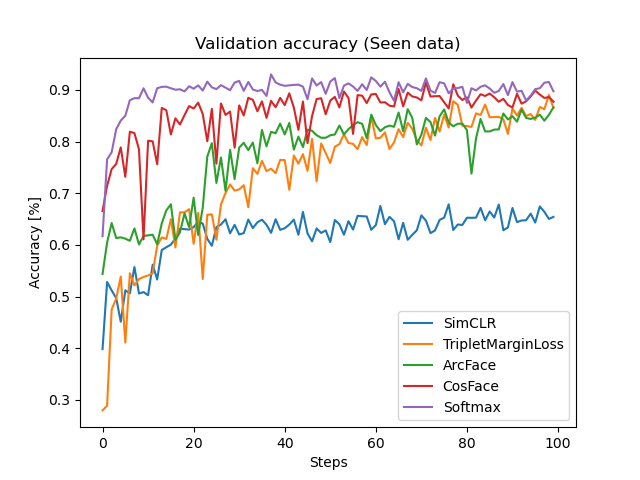 Validation accuracy (Seen data)
Accuracy [%]
0.9
0.8
0.7
0.6
0.5
0.4
0.3
0 20 40 60 80 100
Steps
SimCLR
TripletMarginLoss
ArcFace
CosFace
Softmax